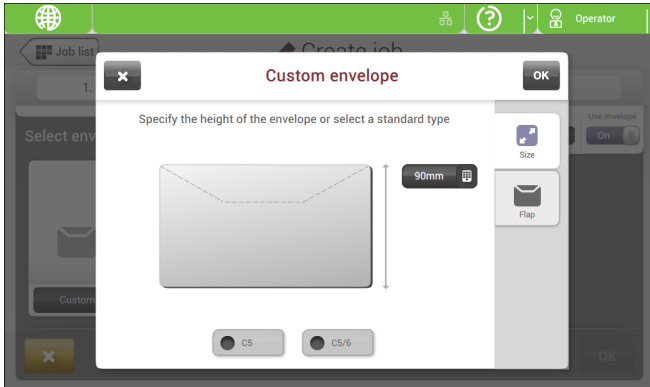 Operator
Job list
Create job
1.
Custom envelope
OK
Specify the height of the envelope or select a standard type
Use envelope
On
Select env
90mm
Size
Flap
Custom
C5
C5/6
OK